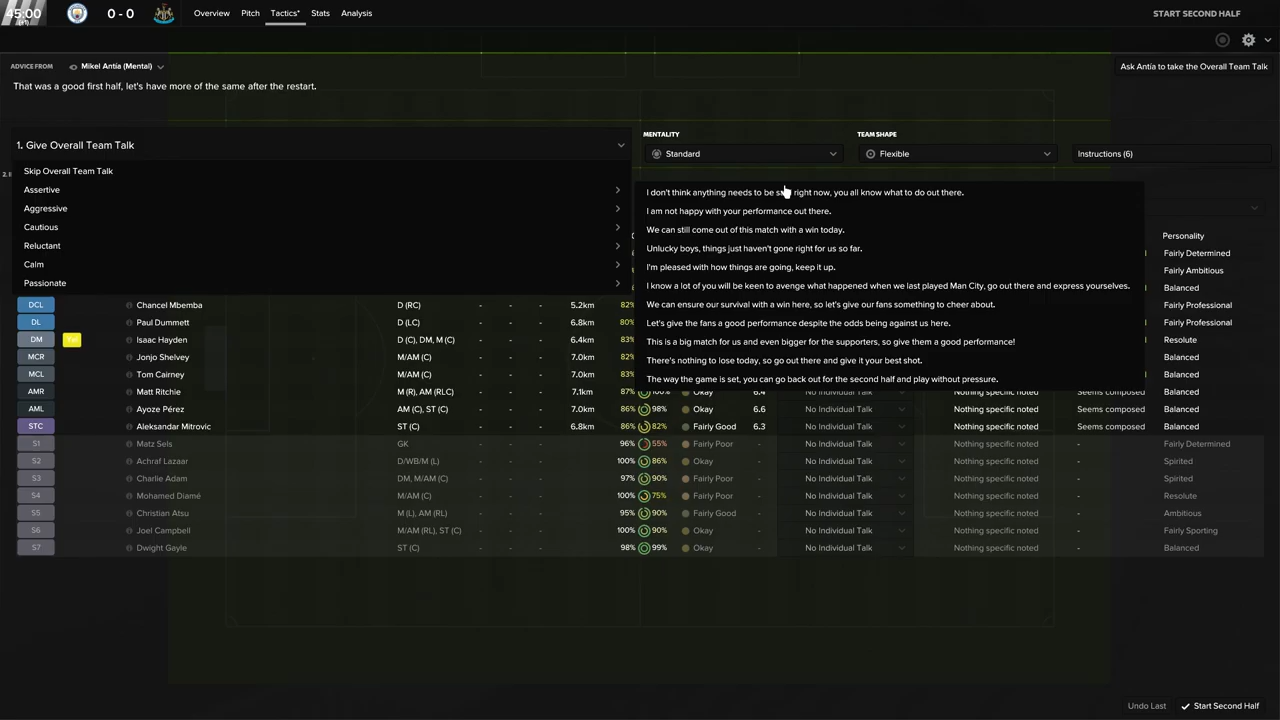 45:00 0 - 0 Overview Pitch Tactics* Stats Analysis START SECOND HALF
ADVICE FROM Mikel Antía (Mental) Ask Antía to take the Overall Team Talk
That was a good first half, let's have more of the same after the restart.
MENTALITY TEAM SHAPE
1. Give Overall Team Talk Standard Flexible Instructions (6)
Skip Overall Team Talk
Assertive I don't think anything needs to be right now, you all know what to do out there.
Aggressive I am not happy with your performance out there.
Cautious We can still come out of this match with a win today.
Personality
Reluctant Unlucky boys, things just haven't gone right for us so far. Fairly Determined
Calm I'm pleased with how things are going, keep it up. Fairly Ambitious
Passionate I know a lot of you will be keen to avenge what happened when we last played Man City, go out there and express yourselves. Balanced
DCL Chancel Mbemba D (RC) 5.2km 82% We can ensure our survival with a win here, so let's give our fans something to cheer about. Fairly Professional
DL Paul Dummett D (LC) 6.8km 80% Let's give the fans a good performance despite the odds being against us here. Fairly Professional
DM Yel Isaac Hayden D (C), DM, M (C) 6.4km 83% This is a big match for us and even bigger for the supporters, so give them a good performance! Resolute
MCR Jonjo Shelvey M/AM (C) 7.0km 82% There's nothing to lose today, so go out there and give it your best shot. Balanced
MCL Tom Cairney M/AM (C) 7.0km 83% The way the game is set, you can go back out for the second half and play without pressure. Balanced
AMR Matt Ritchie M (R), AM (RLC) 7.1km 87% 100% Okay 6.4 No Individual Talk Nothing specific noted Seems composed Balanced
AML Ayoze Pérez AM (C), ST (C) 7.0km 86% 98% Okay 6.6 No Individual Talk Nothing specific noted Seems composed Balanced
STC Aleksandar Mitrovic ST (C) 6.8km 86% 82% Fairly Good 6.3 No Individual Talk Nothing specific noted Seems composed Balanced
S1 Matz Sels GK - - - 96% 55% Fairly Poor - No Individual Talk Nothing specific noted - Fairly Determined
S2 Achraf Lazaar D/WB/M (L) - - - 100% 86% Okay - No Individual Talk Nothing specific noted - Spirited
S3 Charlie Adam DM, M/AM (C) - - - 97% 90% Fairly Poor - No Individual Talk Nothing specific noted - Spirited
S4 Mohamed Diamé M/AM (C) - - - 100% 75% Fairly Poor - No Individual Talk Nothing specific noted - Resolute
S5 Christian Atsu M (L), AM (RL) - - - 95% 90% Fairly Good - No Individual Talk Nothing specific noted - Ambitious
S6 Joel Campbell M/AM (RL), ST (C) - - - 100% 90% Okay - No Individual Talk Nothing specific noted - Fairly Sporting
S7 Dwight Gayle ST (C) - - - 98% 99% Okay - No Individual Talk Nothing specific noted - Balanced
Undo Last Start Second Half